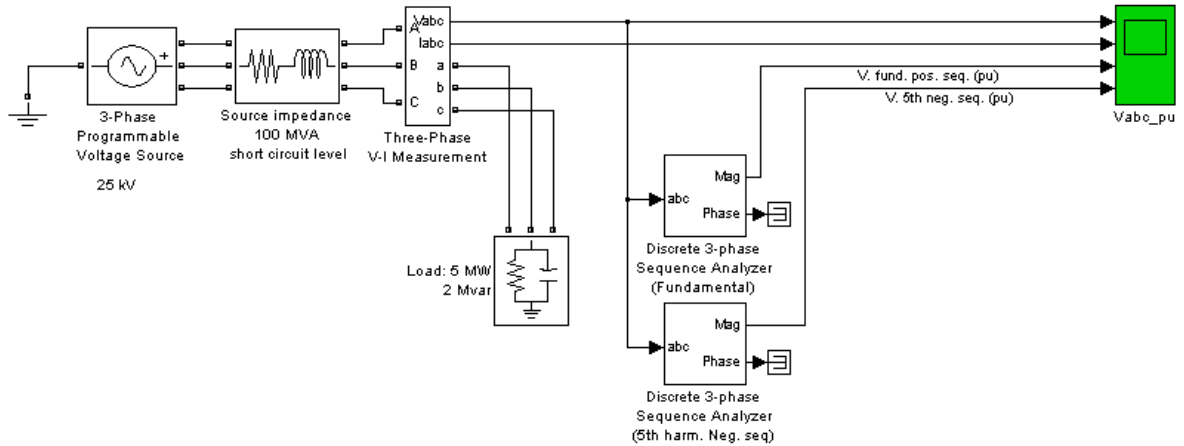 3-Phase
Programmable
Voltage Source
25 kV
+
Source impedance
100 MVA
short circuit level
A
B
C
Vabc
Iabc
a
b
c
Three-Phase
V-I Measurement
Load: 5 MW
2 Mvar
abc
Mag
Phase
Discrete 3-phase
Sequence Analyzer
(Fundamental)
abc
Mag
Phase
Discrete 3-phase
Sequence Analyzer
(5th harm. Neg. seq)
V. fund. pos. seq. (pu)
V. 5th neg. seq. (pu)
Vabc_pu